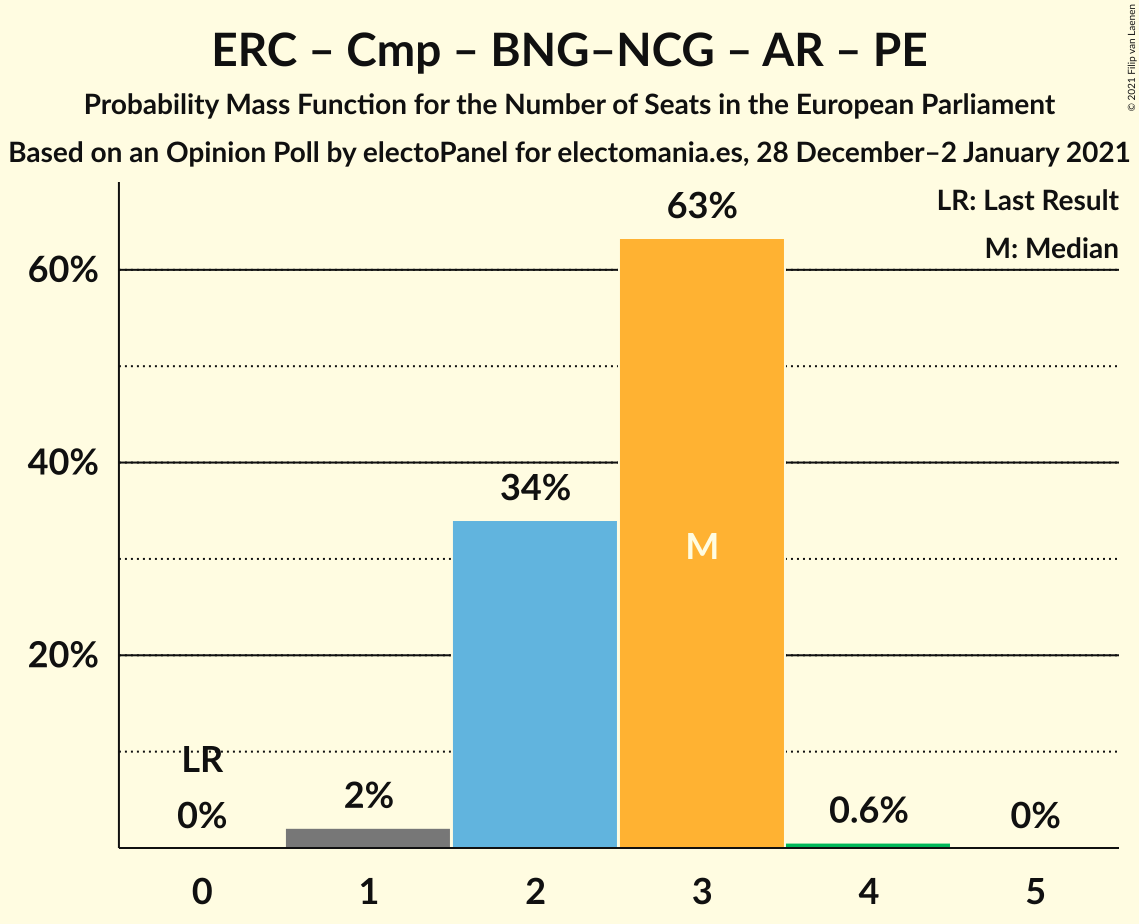 ERC – Cmp – BNG–NCG – AR – PE
Probability Mass Function for the Number of Seats in the European Parliament
Based on an Opinion Poll by electoPanel for electomania.es, 28 December–2 January 2021
© 2021 Filip van Laenen
LR: Last Result
M: Median
63%
60%
40%
34%
M
20%
LR
0%
2%
0.6%
0%
0 1 2 3 4 5